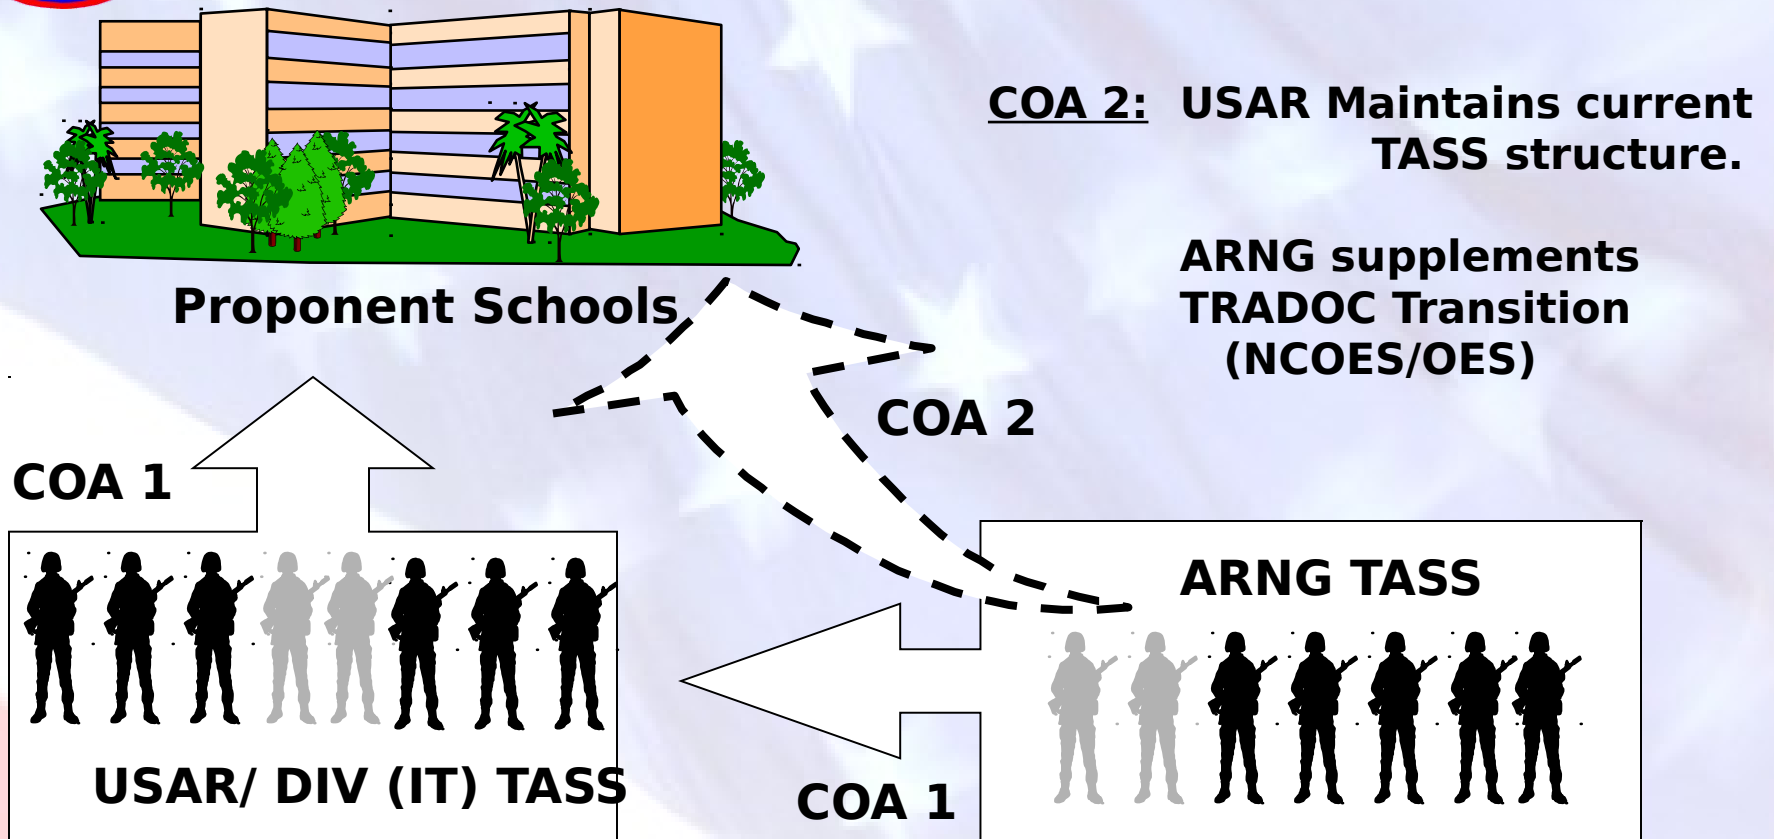 COA 2: USAR Maintains current
TASS structure.
ARNG supplements
TRADOC Transition
(NCOES/OES)
Proponent Schools
COA 2
COA 1
ARNG TASS
USAR/ DIV (IT) TASS
COA 1